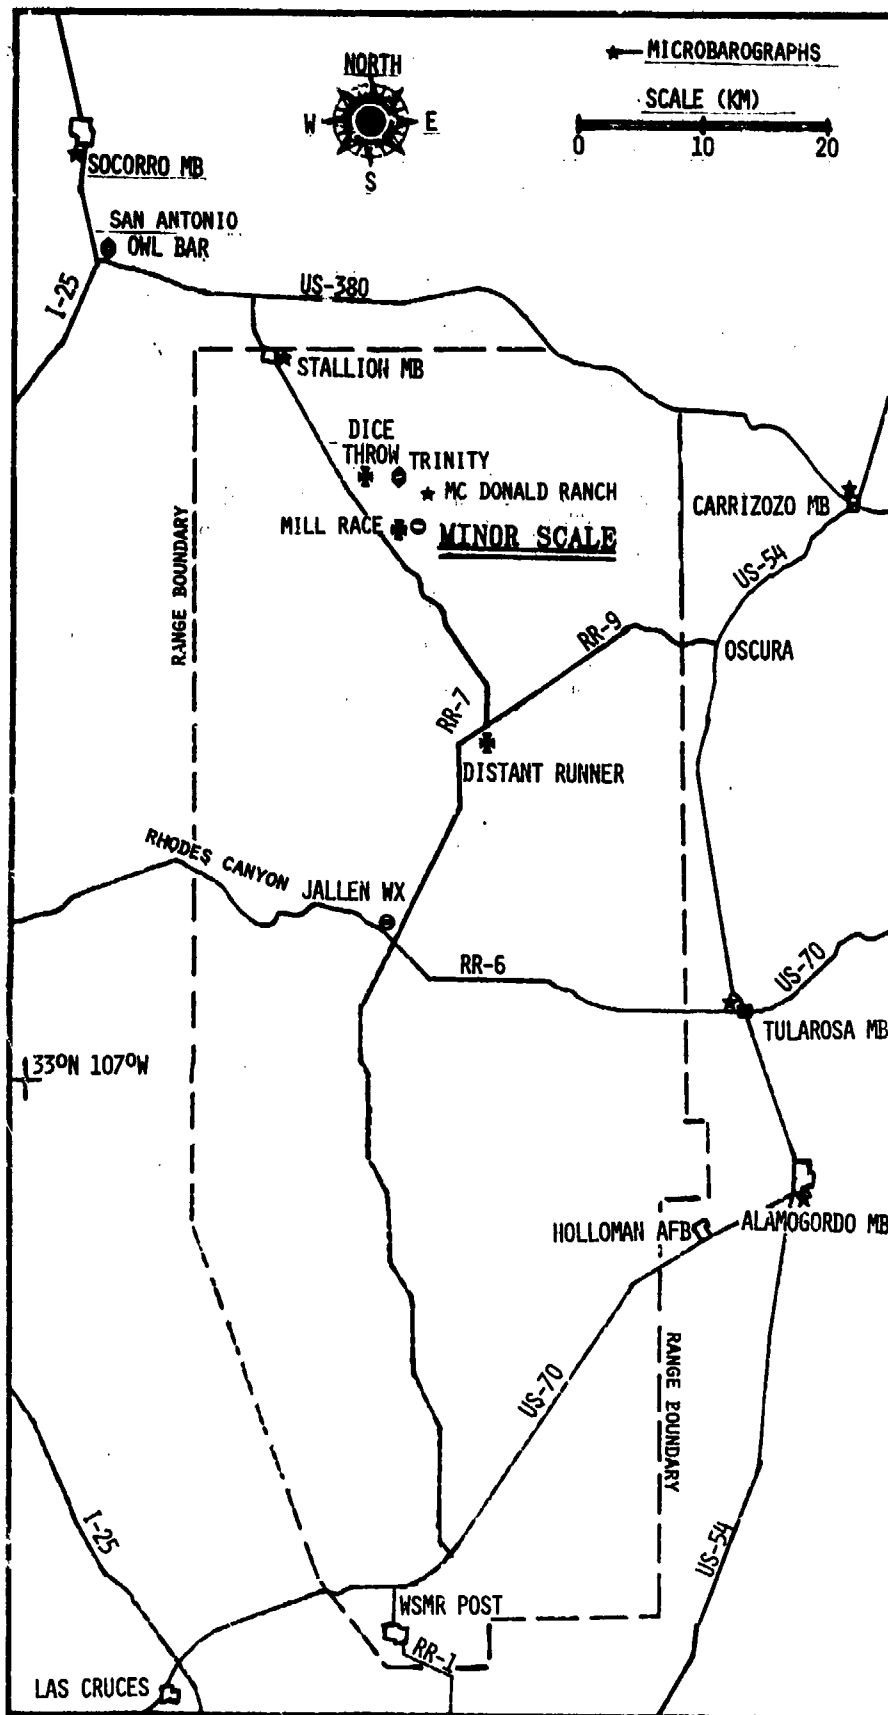 NORTH
W
E
S
MICROBAROGRAPHS
SCALE (KM)
0 10 20
SOCORRO MB
SAN ANTONIO
OWL BAR
I-25
US-380
STALLION MB
DICE
THROW
TRINITY
MC DONALD RANCH
MILL RACE
MINOR SCALE
CARRIZOZO MB
US-54
RANGE BOUNDARY
RR-9
OSCURA
RR-7
DISTANT RUNNER
RHODES CANYON
JALLEN WX
RR-6
US-70
TULAROSA MB
33ON 107OW
HOLLOMAN AFB
ALAMOGORDO MB
US-70
RANGE BOUNDARY
I-25
US-54
WSMR POST
RR-1
LAS CRUCES